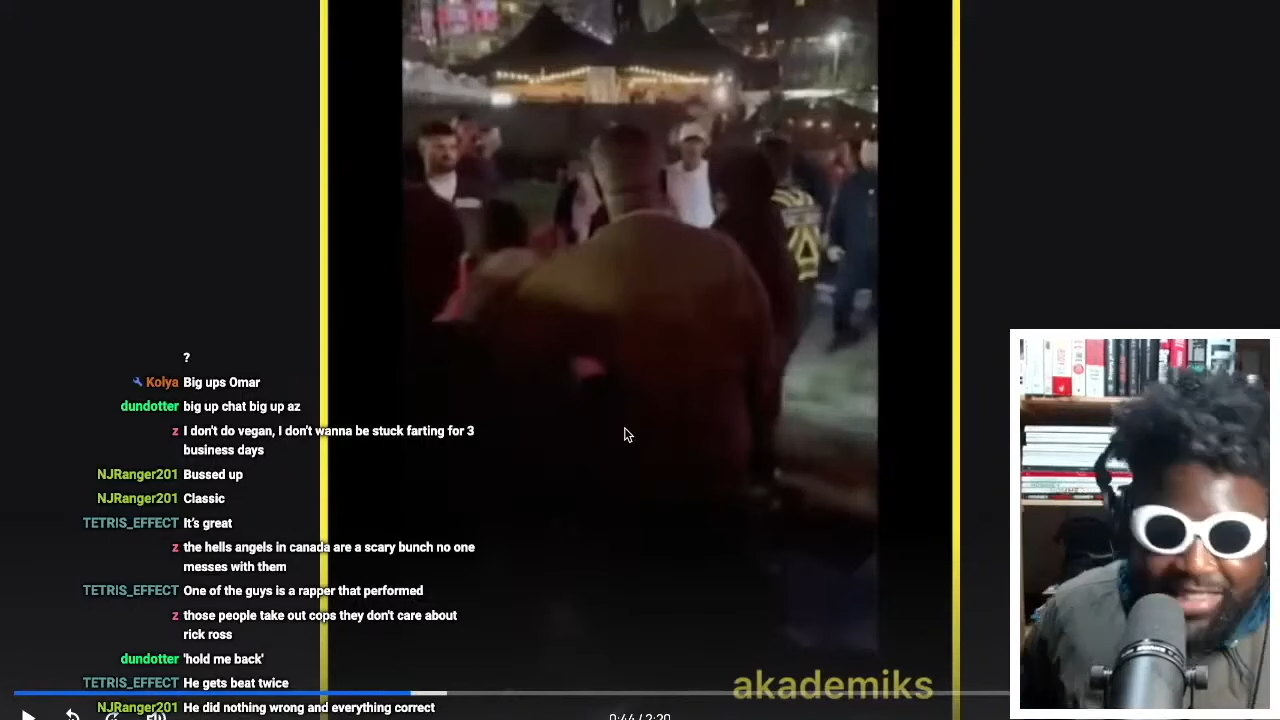 ?
Kolya Big ups Omar
dundotter big up chat big up az
z I don't do vegan, I don't wanna be stuck farting for 3
business days
NJRanger201 Bussed up
NJRanger201 Classic
TETRIS_EFFECT It's great
z the hells angels in canada are a scary bunch no one
messes with them
TETRIS_EFFECT One of the guys is a rapper that performed
z those people take out cops they don't care about
rick ross
dundotter 'hold me back'
TETRIS_EFFECT He gets beat twice
akademiks
NJRanger201 He did nothing wrong and everything correct
0:44 / 2:20